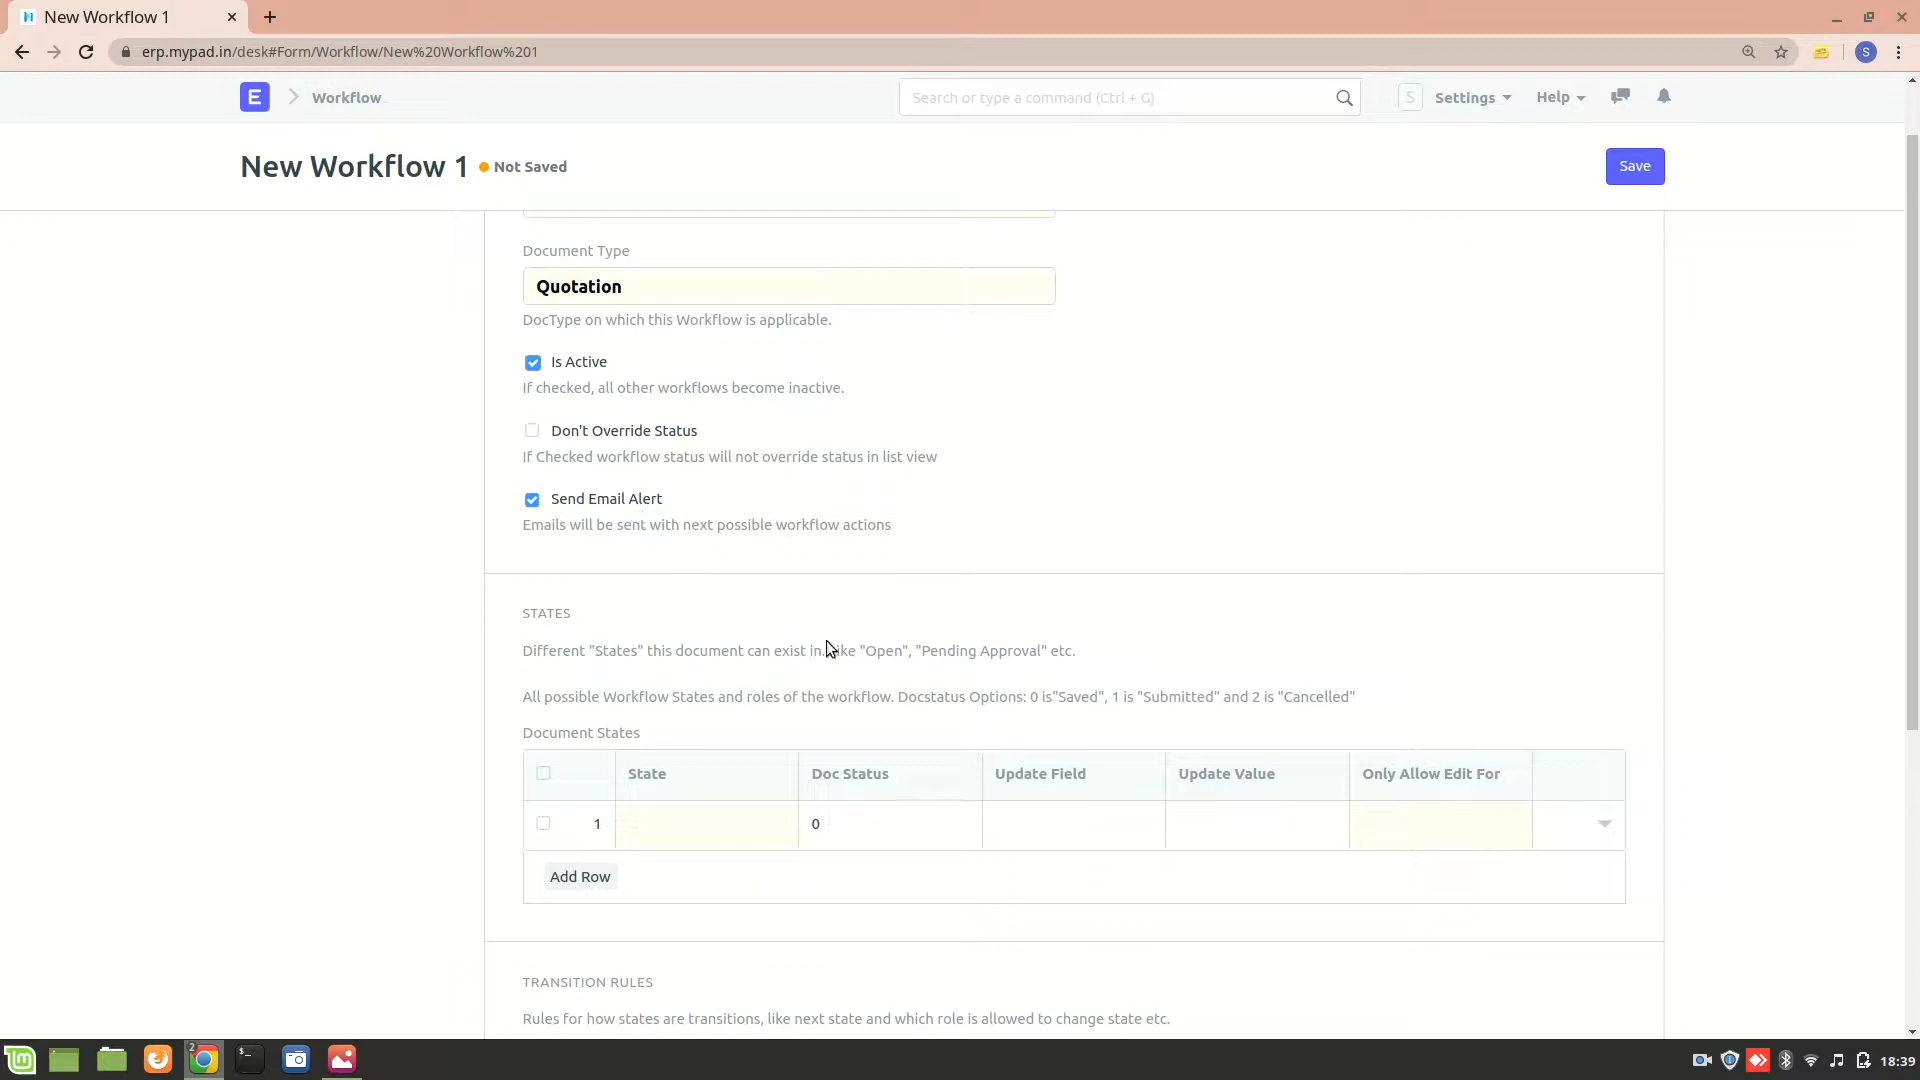 New Workflow 1
erp.mypad.in/desk#Form/Workflow/New%20Workflow%201
S
E
Workflow
Search or type a command (Ctrl + G)
S
Settings
Help
New Workflow 1
Not Saved
Save
Document Type
Quotation
DocType on which this Workflow is applicable.
Is Active
If checked, all other workflows become inactive.
Don't Override Status
If Checked workflow status will not override status in list view
Send Email Alert
Emails will be sent with next possible workflow actions
STATES
Different "States" this document can exist in. Like "Open", "Pending Approval" etc.
All possible Workflow States and roles of the workflow. Docstatus Options: 0 is"Saved", 1 is "Submitted" and 2 is "Cancelled"
Document States
State Doc Status Update Field Update Value Only Allow Edit For
1 0
Add Row
TRANSITION RULES
Rules for how states are transitions, like next state and which role is allowed to change state etc.
2
18:39